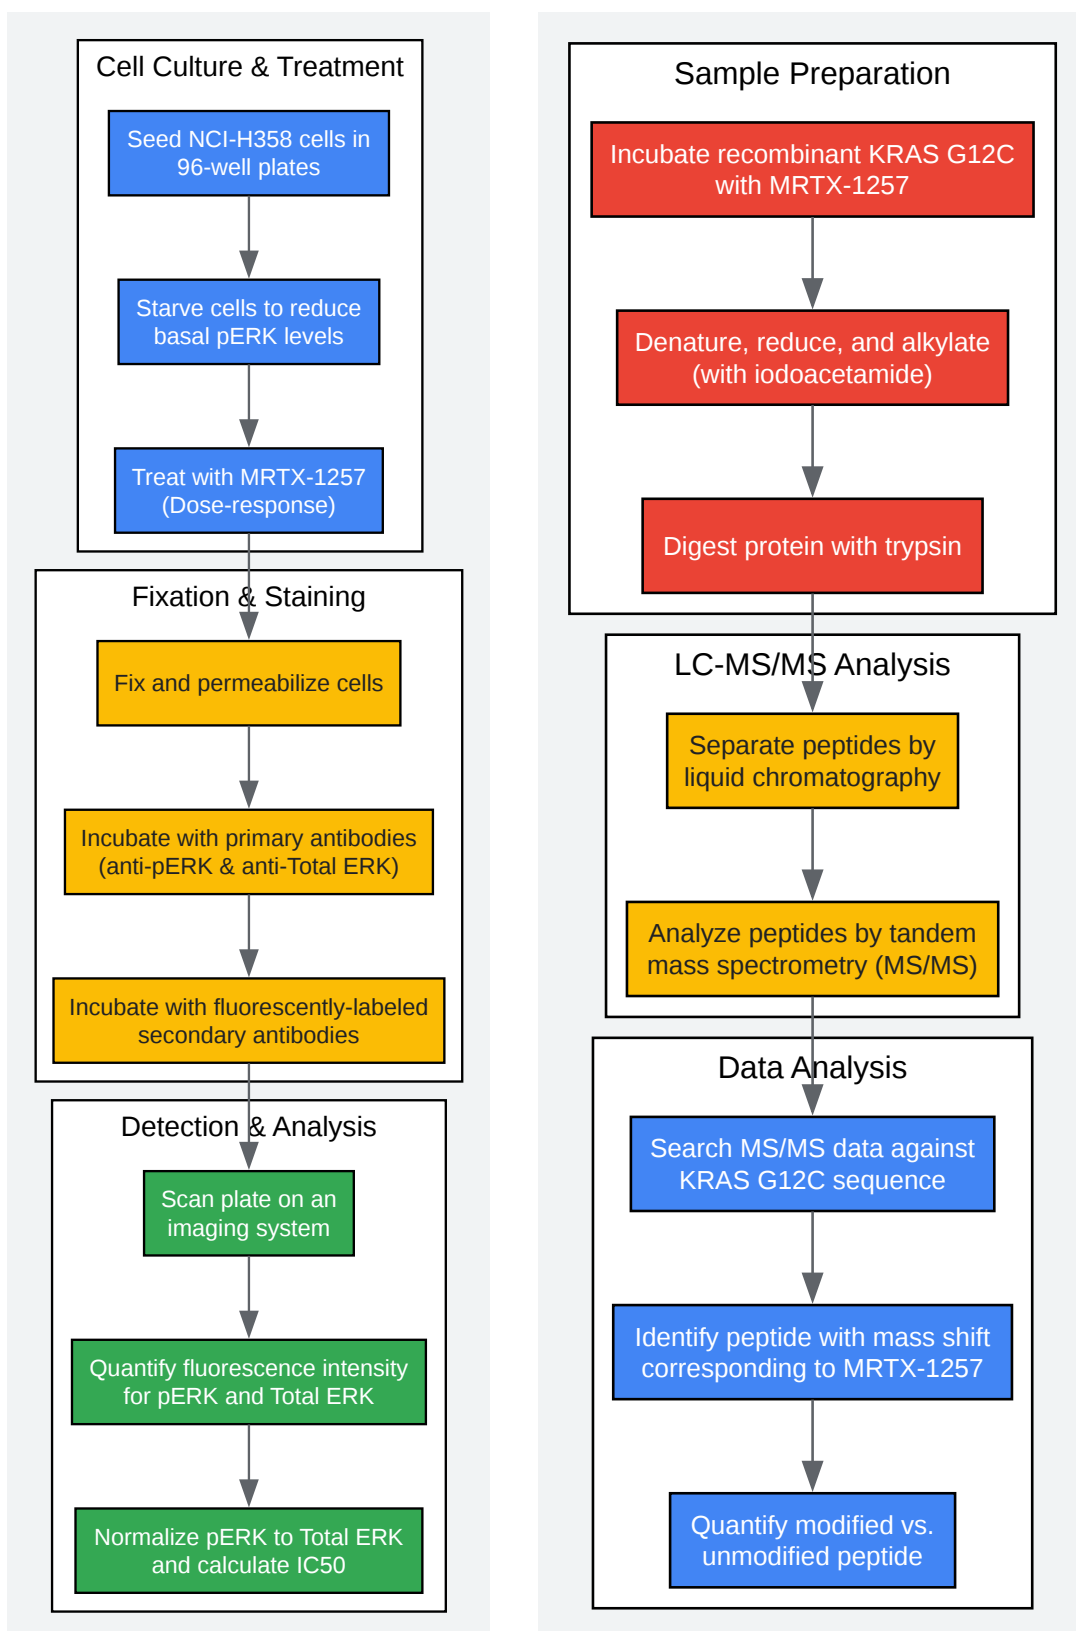 Cell Culture & Treatment
Seed NCI-H358 cells in
96-well plates
Starve cells to reduce
basal pERK levels
Treat with MRTX-1257
(Dose-response)
Fixation & Staining
Fix and permeabilize cells
Incubate with primary antibodies
(anti-pERK & anti-Total ERK)
Incubate with fluorescently-labeled
secondary antibodies
Detection & Analysis
Scan plate on an
imaging system
Quantify fluorescence intensity
for pERK and Total ERK
Normalize pERK to Total ERK
and calculate IC50
Sample Preparation
Incubate recombinant KRAS G12C
with MRTX-1257
Denature, reduce, and alkylate
(with iodoacetamide)
Digest protein with trypsin
LC-MS/MS Analysis
Separate peptides by
liquid chromatography
Analyze peptides by tandem
mass spectrometry (MS/MS)
Data Analysis
Search MS/MS data against
KRAS G12C sequence
Identify peptide with mass shift
corresponding to MRTX-1257
Quantify modified vs.
unmodified peptide